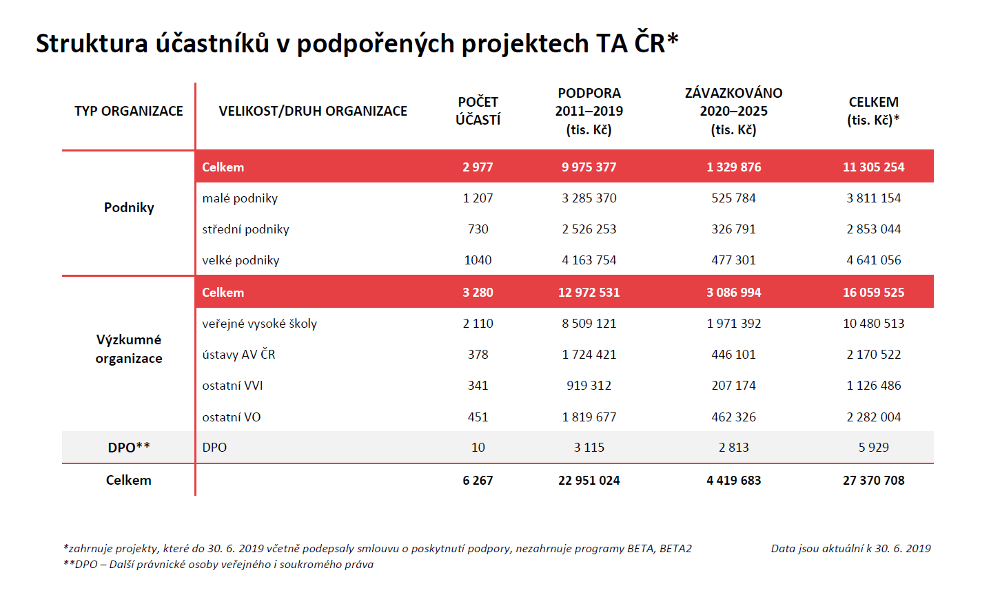 Struktura účastníků v podpořených projektech TA ČR*
TYP ORGANIZACE VELIKOST/DRUH ORGANIZACE POČET ÚČASTÍ PODPORA 2011–2019 (tis. Kč) ZÁVAZKOVÁNO 2020–2025 (tis. Kč) CELKEM (tis. Kč)*
Podniky
Celkem 2 977 9 975 377 1 329 876 11 305 254
malé podniky 1 207 3 285 370 525 784 3 811 154
střední podniky 730 2 526 253 326 791 2 853 044
velké podniky 1040 4 163 754 477 301 4 641 056
Výzkumné
organizace
Celkem 3 280 12 972 531 3 086 994 16 059 525
veřejné vysoké školy 2 110 8 509 121 1 971 392 10 480 513
ústavy AV ČR 378 1 724 421 446 101 2 170 522
ostatní VVI 341 919 312 207 174 1 126 486
ostatní VO 451 1 819 677 462 326 2 282 004
DPO** DPO 10 3 115 2 813 5 929
Celkem 6 267 22 951 024 4 419 683 27 370 708
*zahrnuje projekty, které do 30. 6. 2019 včetně podepsaly smlouvu o poskytnutí podpory, nezahrnuje programy BETA, BETA2 Data jsou aktuální k 30. 6. 2019
**DPO – Další právnické osoby veřejného i soukromého práva